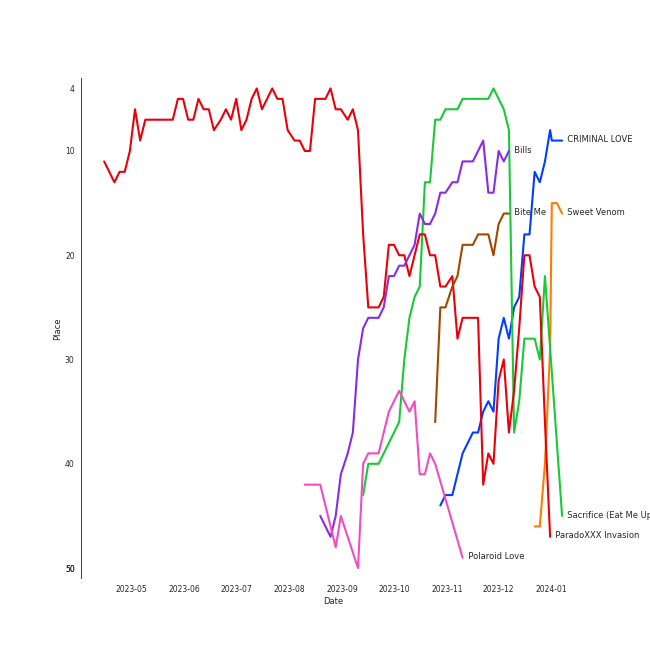 4
10
20
30
40
50
Place
CRIMINAL LOVE
Bills
Bite Me
Sweet Venom
Sacrifice (Eat Me Up
ParadoXXX Invasion
Polaroid Love
2023-05 2023-06 2023-07 2023-08 2023-09 2023-10 2023-11 2023-12 2024-01
Date